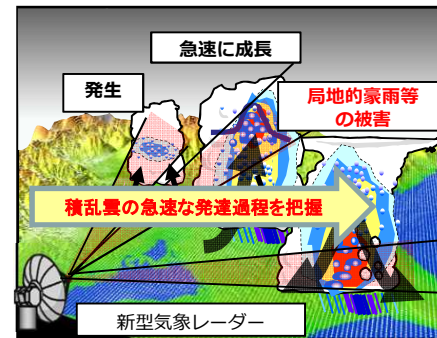 急速に成長
発生
局地的豪雨等
の被害
積乱雲の急速な発達過程を把握
新型気象レーダー